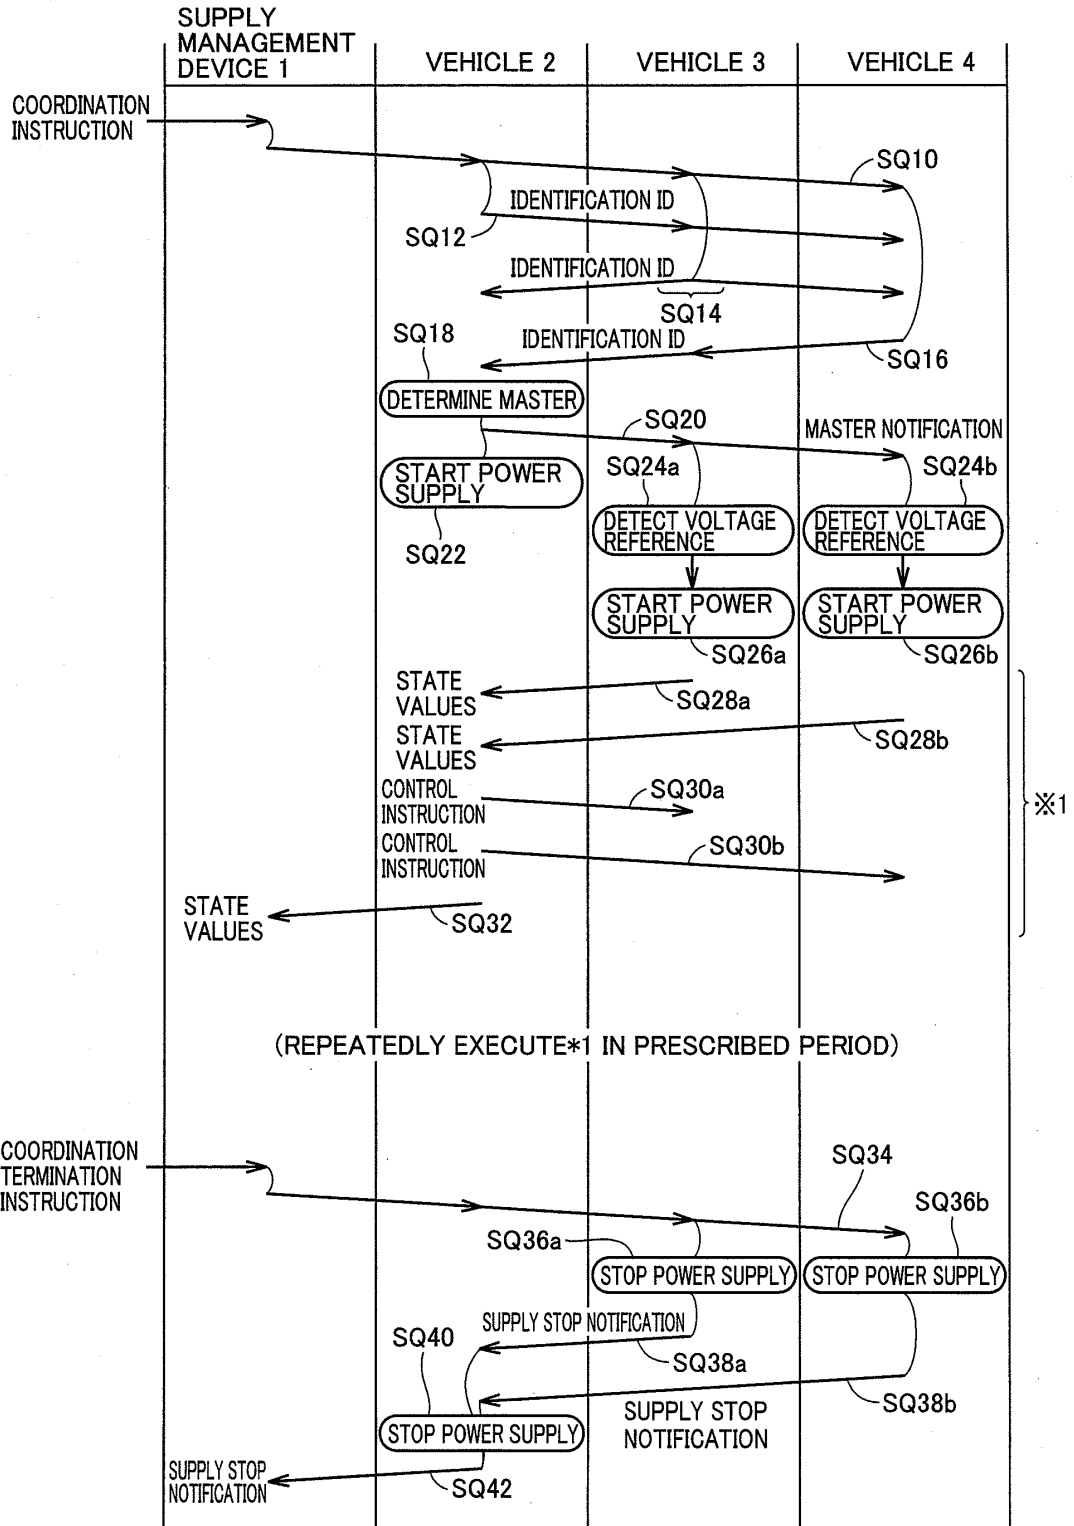 SUPPLY
MANAGEMENT
DEVICE 1
VEHICLE 2
VEHICLE 3
VEHICLE 4
COORDINATION
INSTRUCTION
SQ10
IDENTIFICATION ID
SQ12
IDENTIFICATION ID
SQ14
SQ18
IDENTIFICATION ID
SQ16
DETERMINE MASTER
SQ20
MASTER NOTIFICATION
START POWER
SUPPLY
SQ24a
SQ24b
SQ22
DETECT VOLTAGE
REFERENCE
DETECT VOLTAGE
REFERENCE
START POWER
SUPPLY
START POWER
SUPPLY
SQ26a
SQ26b
STATE
VALUES
SQ28a
STATE
VALUES
SQ28b
CONTROL
INSTRUCTION
SQ30a
※1
CONTROL
INSTRUCTION
SQ30b
STATE
VALUES
SQ32
(REPEATEDLY EXECUTE*1 IN PRESCRIBED PERIOD)
COORDINATION
TERMINATION
INSTRUCTION
SQ34
SQ36b
SQ36a
STOP POWER SUPPLY
STOP POWER SUPPLY
SUPPLY STOP NOTIFICATION
SQ40
SQ38a
SQ38b
SUPPLY STOP
NOTIFICATION
STOP POWER SUPPLY
SUPPLY STOP
NOTIFICATION
SQ42